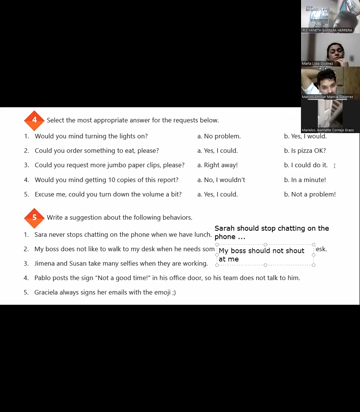 4 Select the most appropriate answer for the requests below.
1. Would you mind turning the lights on? a. No problem. b. Yes, I would.
2. Could you order something to eat, please? a. Yes, I could. b. Is pizza OK?
3. Could you request more jumbo paper clips, please? a. Right away! b. I could do it.
4. Would you mind getting 10 copies of this report? a. No, I wouldn't b. In a minute!
5. Excuse me, could you turn down the volume a bit? a. Yes, I could. b. Not a problem!
5 Write a suggestion about the following behaviors.
1. Sara never stops chatting on the phone when we have lunch.
Sarah should stop chatting on the
phone ...
2. My boss does not like to walk to my desk when he needs som esk.
My boss should not shout
at me
3. Jimena and Susan take many selfies when they are working.
4. Pablo posts the sign "Not a good time!" in his office door, so his team does not talk to him.
5. Graciela always signs her emails with the emoji ;)